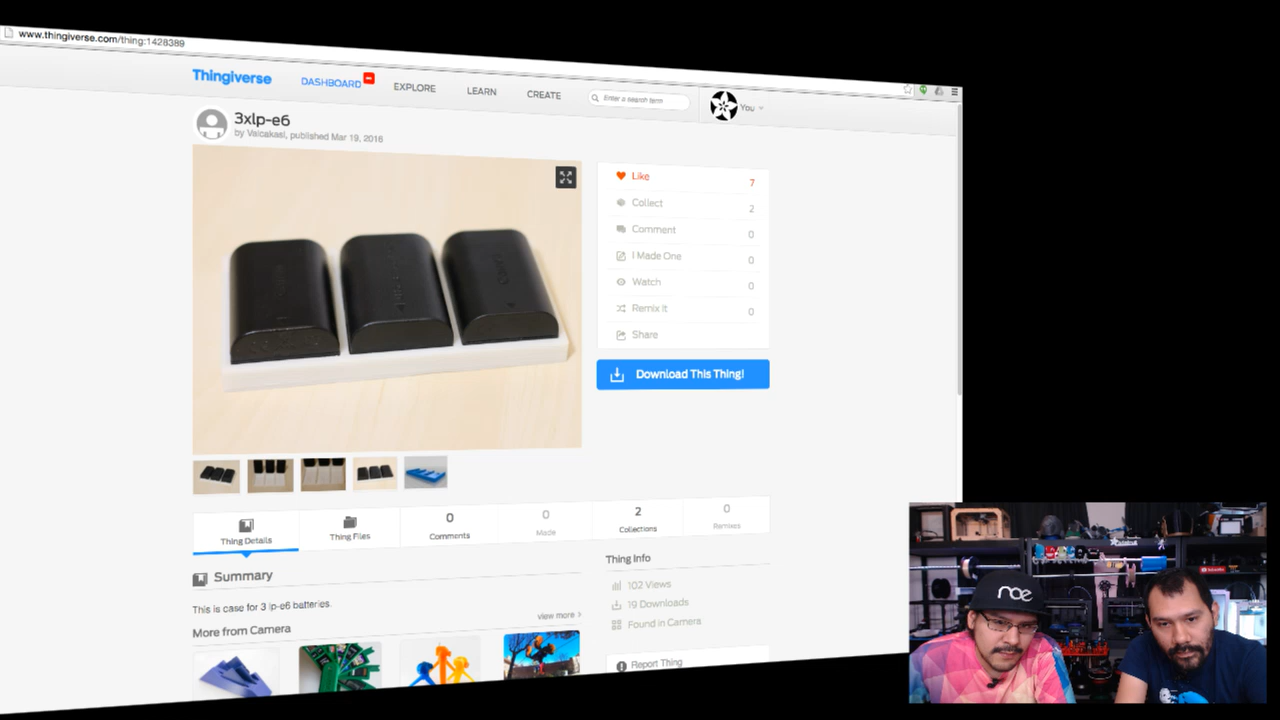 www.thingiverse.com/thing:1428389
Thingiverse
DASHBOARD
EXPLORE
LEARN
CREATE
Enter a search term
You
3xlp-e6
by Valcakasi, published Mar 19, 2016
Like 7
Collect 2
Comment 0
I Made One 0
Watch 0
Remix It 0
Share
Download This Thing!
Thing Details
Thing Files
0
Comments
0
Made
2
Collections
0
Remixes
Summary
This is case for 3 lp-e6 batteries.
view more >
More from Camera
Thing Info
102 Views
19 Downloads
Found in Camera
Report Thing
noe